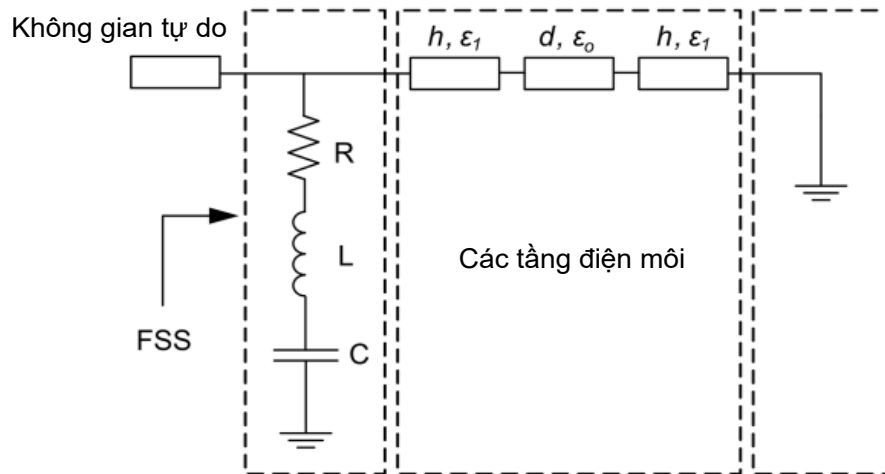 Không gian tự do
h, ε₁
d, εₒ
h, ε₁
R
L
C
FSS
Các tầng điện môi